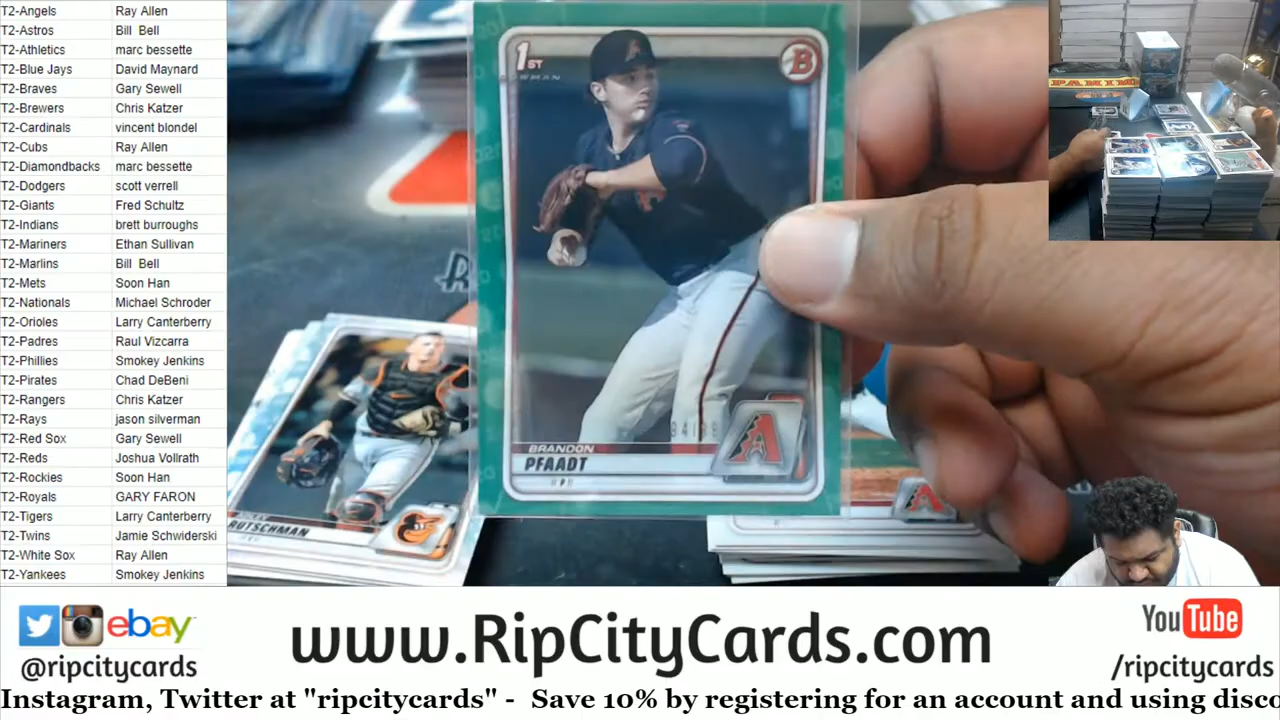 T2-Angels Ray Allen
T2-Astros Bill Bell
T2-Athletics marc bessette
T2-Blue Jays David Maynard
T2-Braves Gary Sewell
T2-Brewers Chris Katzer
T2-Cardinals vincent blondel
T2-Cubs Ray Allen
T2-Diamondbacks marc bessette
T2-Dodgers scott verrell
T2-Giants Fred Schultz
T2-Indians brett burroughs
T2-Mariners Ethan Sullivan
T2-Marlins Bill Bell
T2-Mets Soon Han
T2-Nationals Michael Schroder
T2-Orioles Larry Canterberry
T2-Padres Raul Vizcarra
T2-Phillies Smokey Jenkins
T2-Pirates Chad DeBeni
T2-Rangers Chris Katzer
T2-Rays jason silverman
T2-Red Sox Gary Sewell
T2-Reds Joshua Vollrath
T2-Rockies Soon Han
T2-Royals GARY FARON
T2-Tigers Larry Canterberry
T2-Twins Jamie Schwiderski
T2-White Sox Ray Allen
T2-Yankees Smokey Jenkins
1ST
BOWMAN
B
BRANDON
PFAADT
A
RUTSCHMAN
PANINI
ebay
@ripcitycards
www.RipCityCards.com
YouTube
/ripcitycards
Instagram, Twitter at "ripcitycards" - Save 10% by registering for an account and using disco